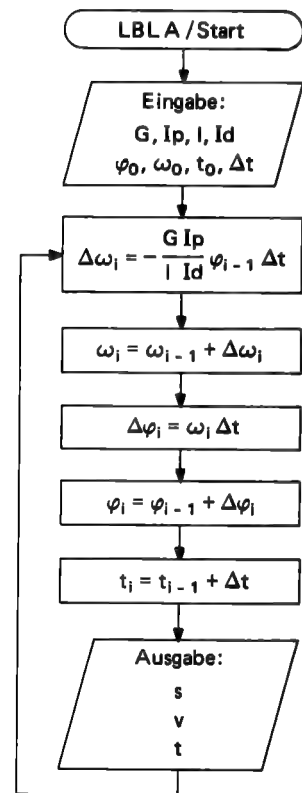 LBL A/Start
Eingabe:
G, Ip, l, Id
φ₀, ω₀, t₀, Δt
Δωᵢ = - (G Ip)/(l Id) φᵢ₋₁ Δt
ωᵢ = ωᵢ₋₁ + Δωᵢ
Δφᵢ = ωᵢ Δt
φᵢ = φᵢ₋₁ + Δφᵢ
tᵢ = tᵢ₋₁ + Δt
Ausgabe:
s
v
t